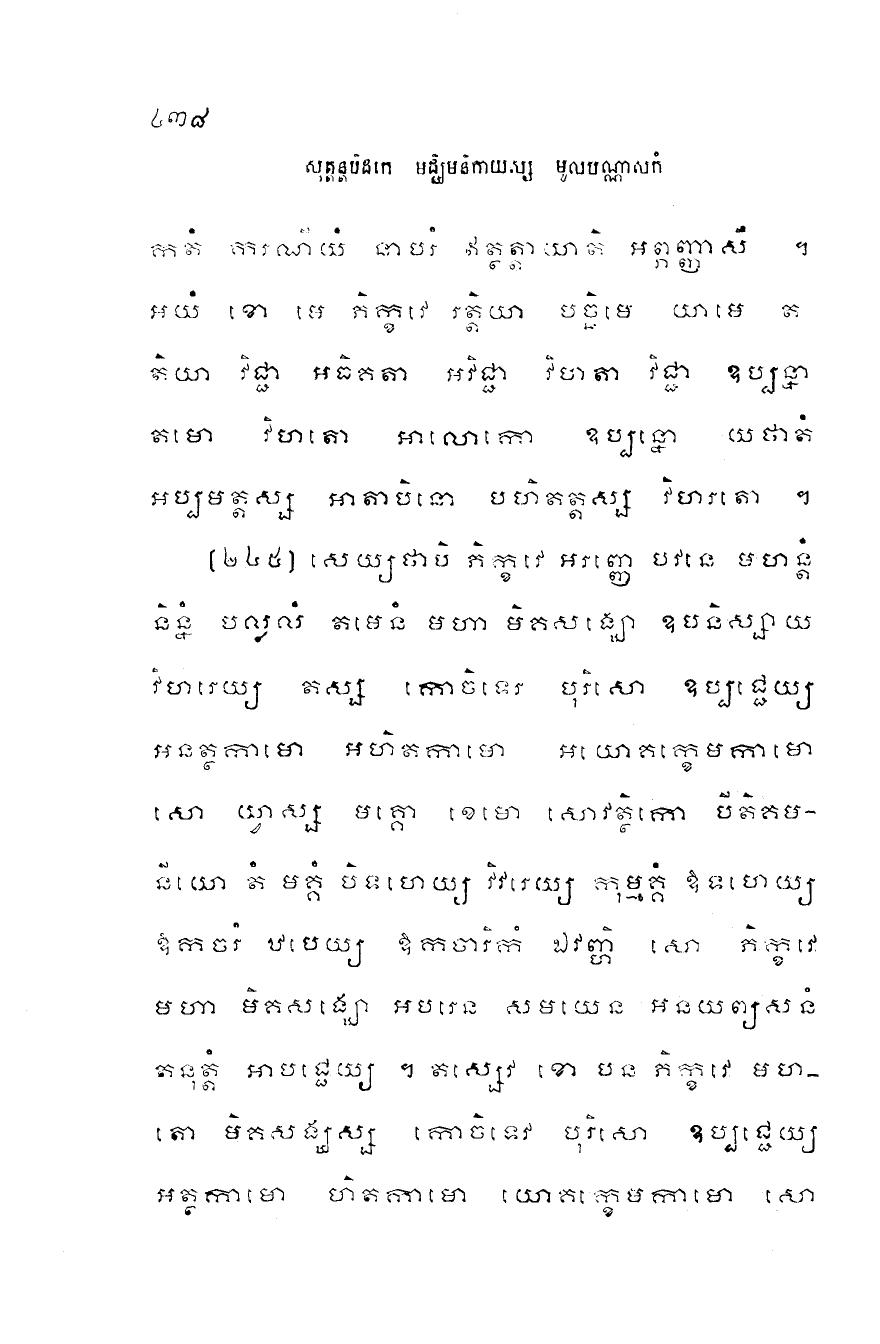 ៤៣៨
សុត្តន្តបិដកេ មជ្ឈិមនិកាយស្ស មូលបណ្ណាសកំ
កតំ ករណីយំ នាបរំ ឥត្ថត្តាយាតិ អព្ភញ្ញាសឹ ។
អយំ ខោ មេ ភិក្ខវេ រត្តិយា បច្ឆិមេ យាមេ ត
តិយា វិជ្ជា អធិគតា អវិជ្ជា វិហតា វិជ្ជា ឧប្បន្នា
តមោ វិហតោ អាលោកោ ឧប្បន្នោ យថាតំ
អប្បមត្តស្ស អាតាបិនោ បហិតត្តស្ស វិហរតោ ។
(២៤៥) សេយ្យថាបិ ភិក្ខវេ អរញ្ញេ បវនេ មហន្តំ
និន្នំ បល្លលំ តមេនំ មហា មិគសង្ឃោ ឧបនិស្សាយ
វិហរេយ្យ តស្ស កោចិទេវ បុរិសោ ឧប្បជ្ជេយ្យ
អនត្ថកាមោ អហិតកាមោ អយោគក្ខេមកាមោ
សោ យ្វាស្ស មគ្គោ ខេមោ សោវត្ថិកោ បីតិគម-
នីយោ តំ មគ្គំ បិទហេយ្យ វិវរេយ្យ កុម្មគ្គំ ឱទហេយ្យ
ឱកចរំ ឋបេយ្យ ឱកចារិកំ ឯវញ្ហិ សោ ភិក្ខវេ
មហា មិគសង្ឃោ អបរេន សមយេន អនយព្យសនំ
តនុត្តំ អាបជ្ជេយ្យ ។ តស្សេវ ខោ បន ភិក្ខវេ មហ-
តោ មិគសង្ឃស្ស កោចិទេវ បុរិសោ ឧប្បជ្ជេយ្យ
អត្ថកាមោ ហិតកាមោ យោគក្ខេមកាមោ សោ